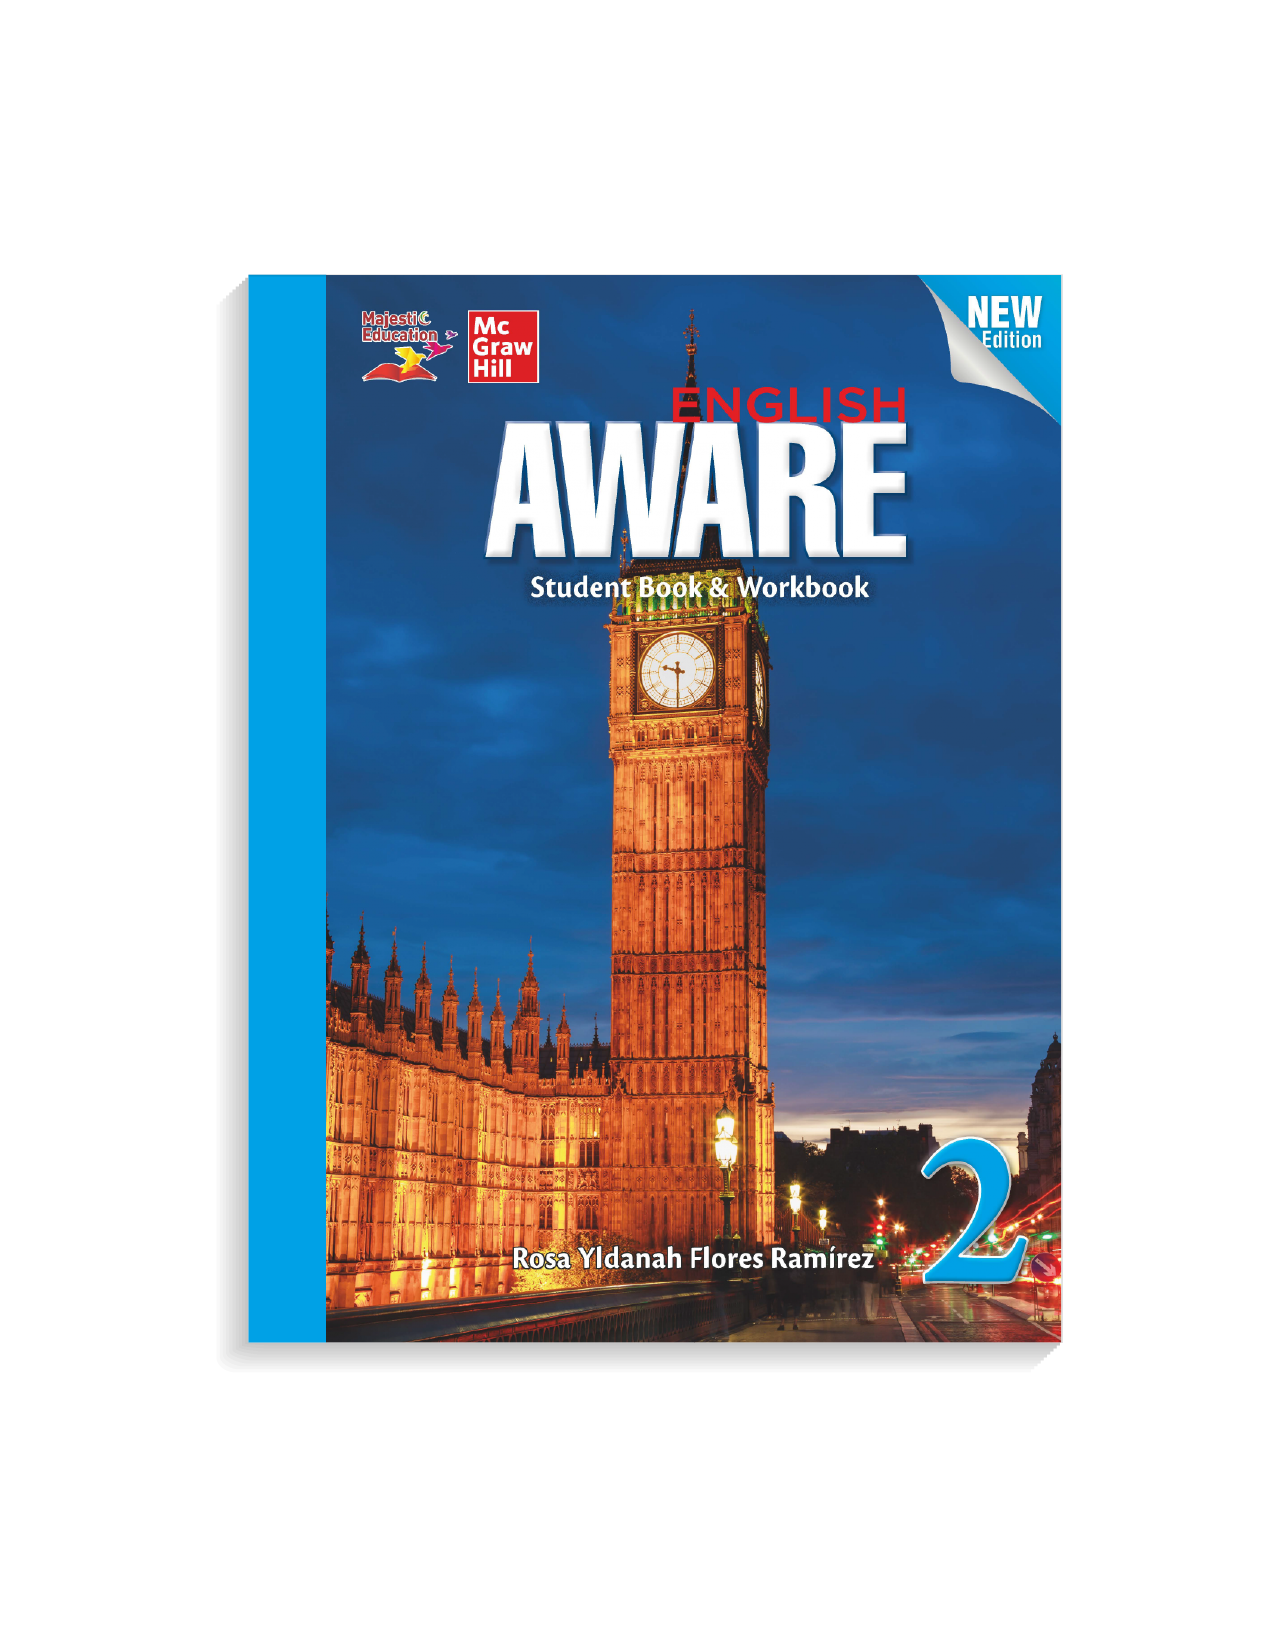 Majestic
Education
Mc
Graw
Hill
NEW
Edition
ENGLISH
AWARE
Student Book & Workbook
Rosa Yldanah Flores Ramírez
2